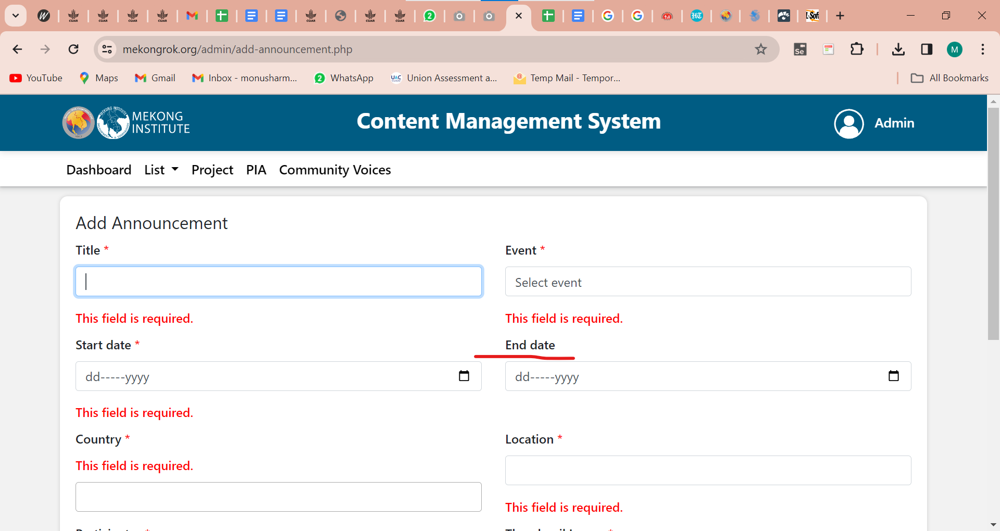 mekongrok.org/admin/add-announcement.php
Se
M
YouTube
Maps
Gmail
Inbox - monusharm...
2 WhatsApp
UAC Union Assessment a...
Temp Mail - Tempor...
All Bookmarks
MEKONG
INSTITUTE
Content Management System
Admin
Dashboard List Project PIA Community Voices
Add Announcement
Title *
Event *
Select event
This field is required.
This field is required.
Start date *
End date
dd-----yyyy
dd-----yyyy
This field is required.
Country *
Location *
This field is required.
This field is required.